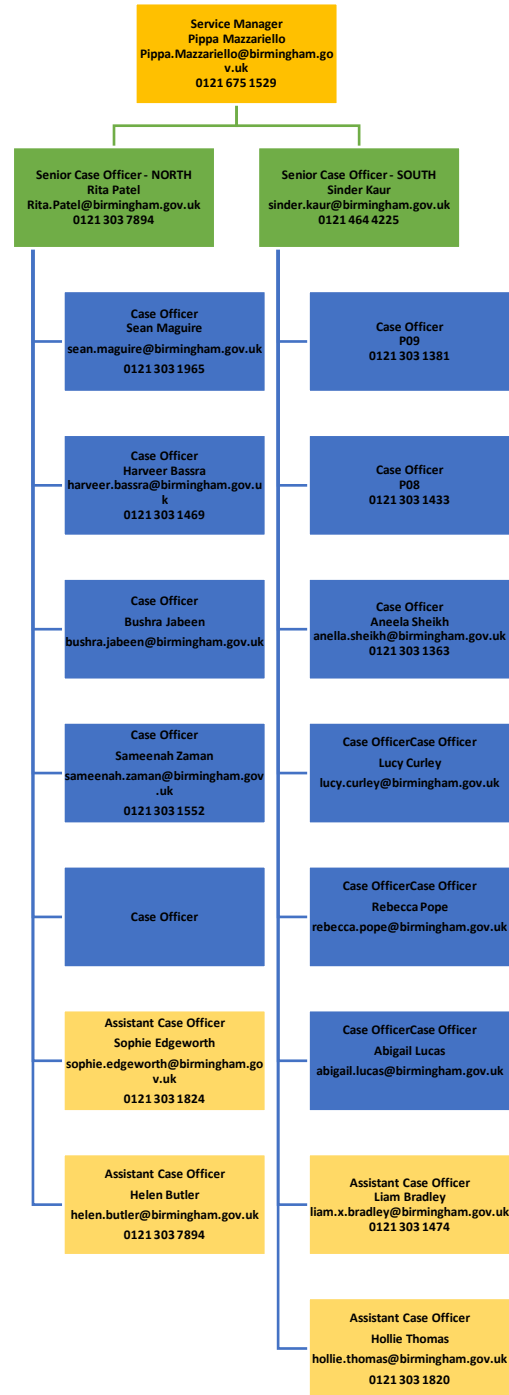 Service Manager
Pippa Mazzariello
Pippa.Mazzariello@birmingham.go
v.uk
0121 675 1529
Senior Case Officer - NORTH
Rita Patel
Rita.Patel@birmingham.gov.uk
0121 303 7894
Senior Case Officer - SOUTH
Sinder Kaur
sinder.kaur@birmingham.gov.uk
0121 464 4225
Case Officer
Sean Maguire
sean.maguire@birmingham.gov.uk
0121 303 1965
Case Officer
Harveer Bassra
harveer.bassra@birmingham.gov.u
k
0121 303 1469
Case Officer
Bushra Jabeen
bushra.jabeen@birmingham.gov.uk
Case Officer
Sameenah Zaman
sameenah.zaman@birmingham.gov
.uk
0121 303 1552
Case Officer
Assistant Case Officer
Sophie Edgeworth
sophie.edgeworth@birmingham.go
v.uk
0121 303 1824
Assistant Case Officer
Helen Butler
helen.butler@birmingham.gov.uk
0121 303 7894
Case Officer
P09
0121 303 1381
Case Officer
P08
0121 303 1433
Case Officer
Aneela Sheikh
anella.sheikh@birmingham.gov.uk
0121 303 1363
Case OfficerCase Officer
Lucy Curley
lucy.curley@birmingham.gov.uk
Case OfficerCase Officer
Rebecca Pope
rebecca.pope@birmingham.gov.uk
Case OfficerCase Officer
Abigail Lucas
abigail.lucas@birmingham.gov.uk
Assistant Case Officer
Liam Bradley
liam.x.bradley@birmingham.gov.uk
0121 303 1474
Assistant Case Officer
Hollie Thomas
hollie.thomas@birmingham.gov.uk
0121 303 1820